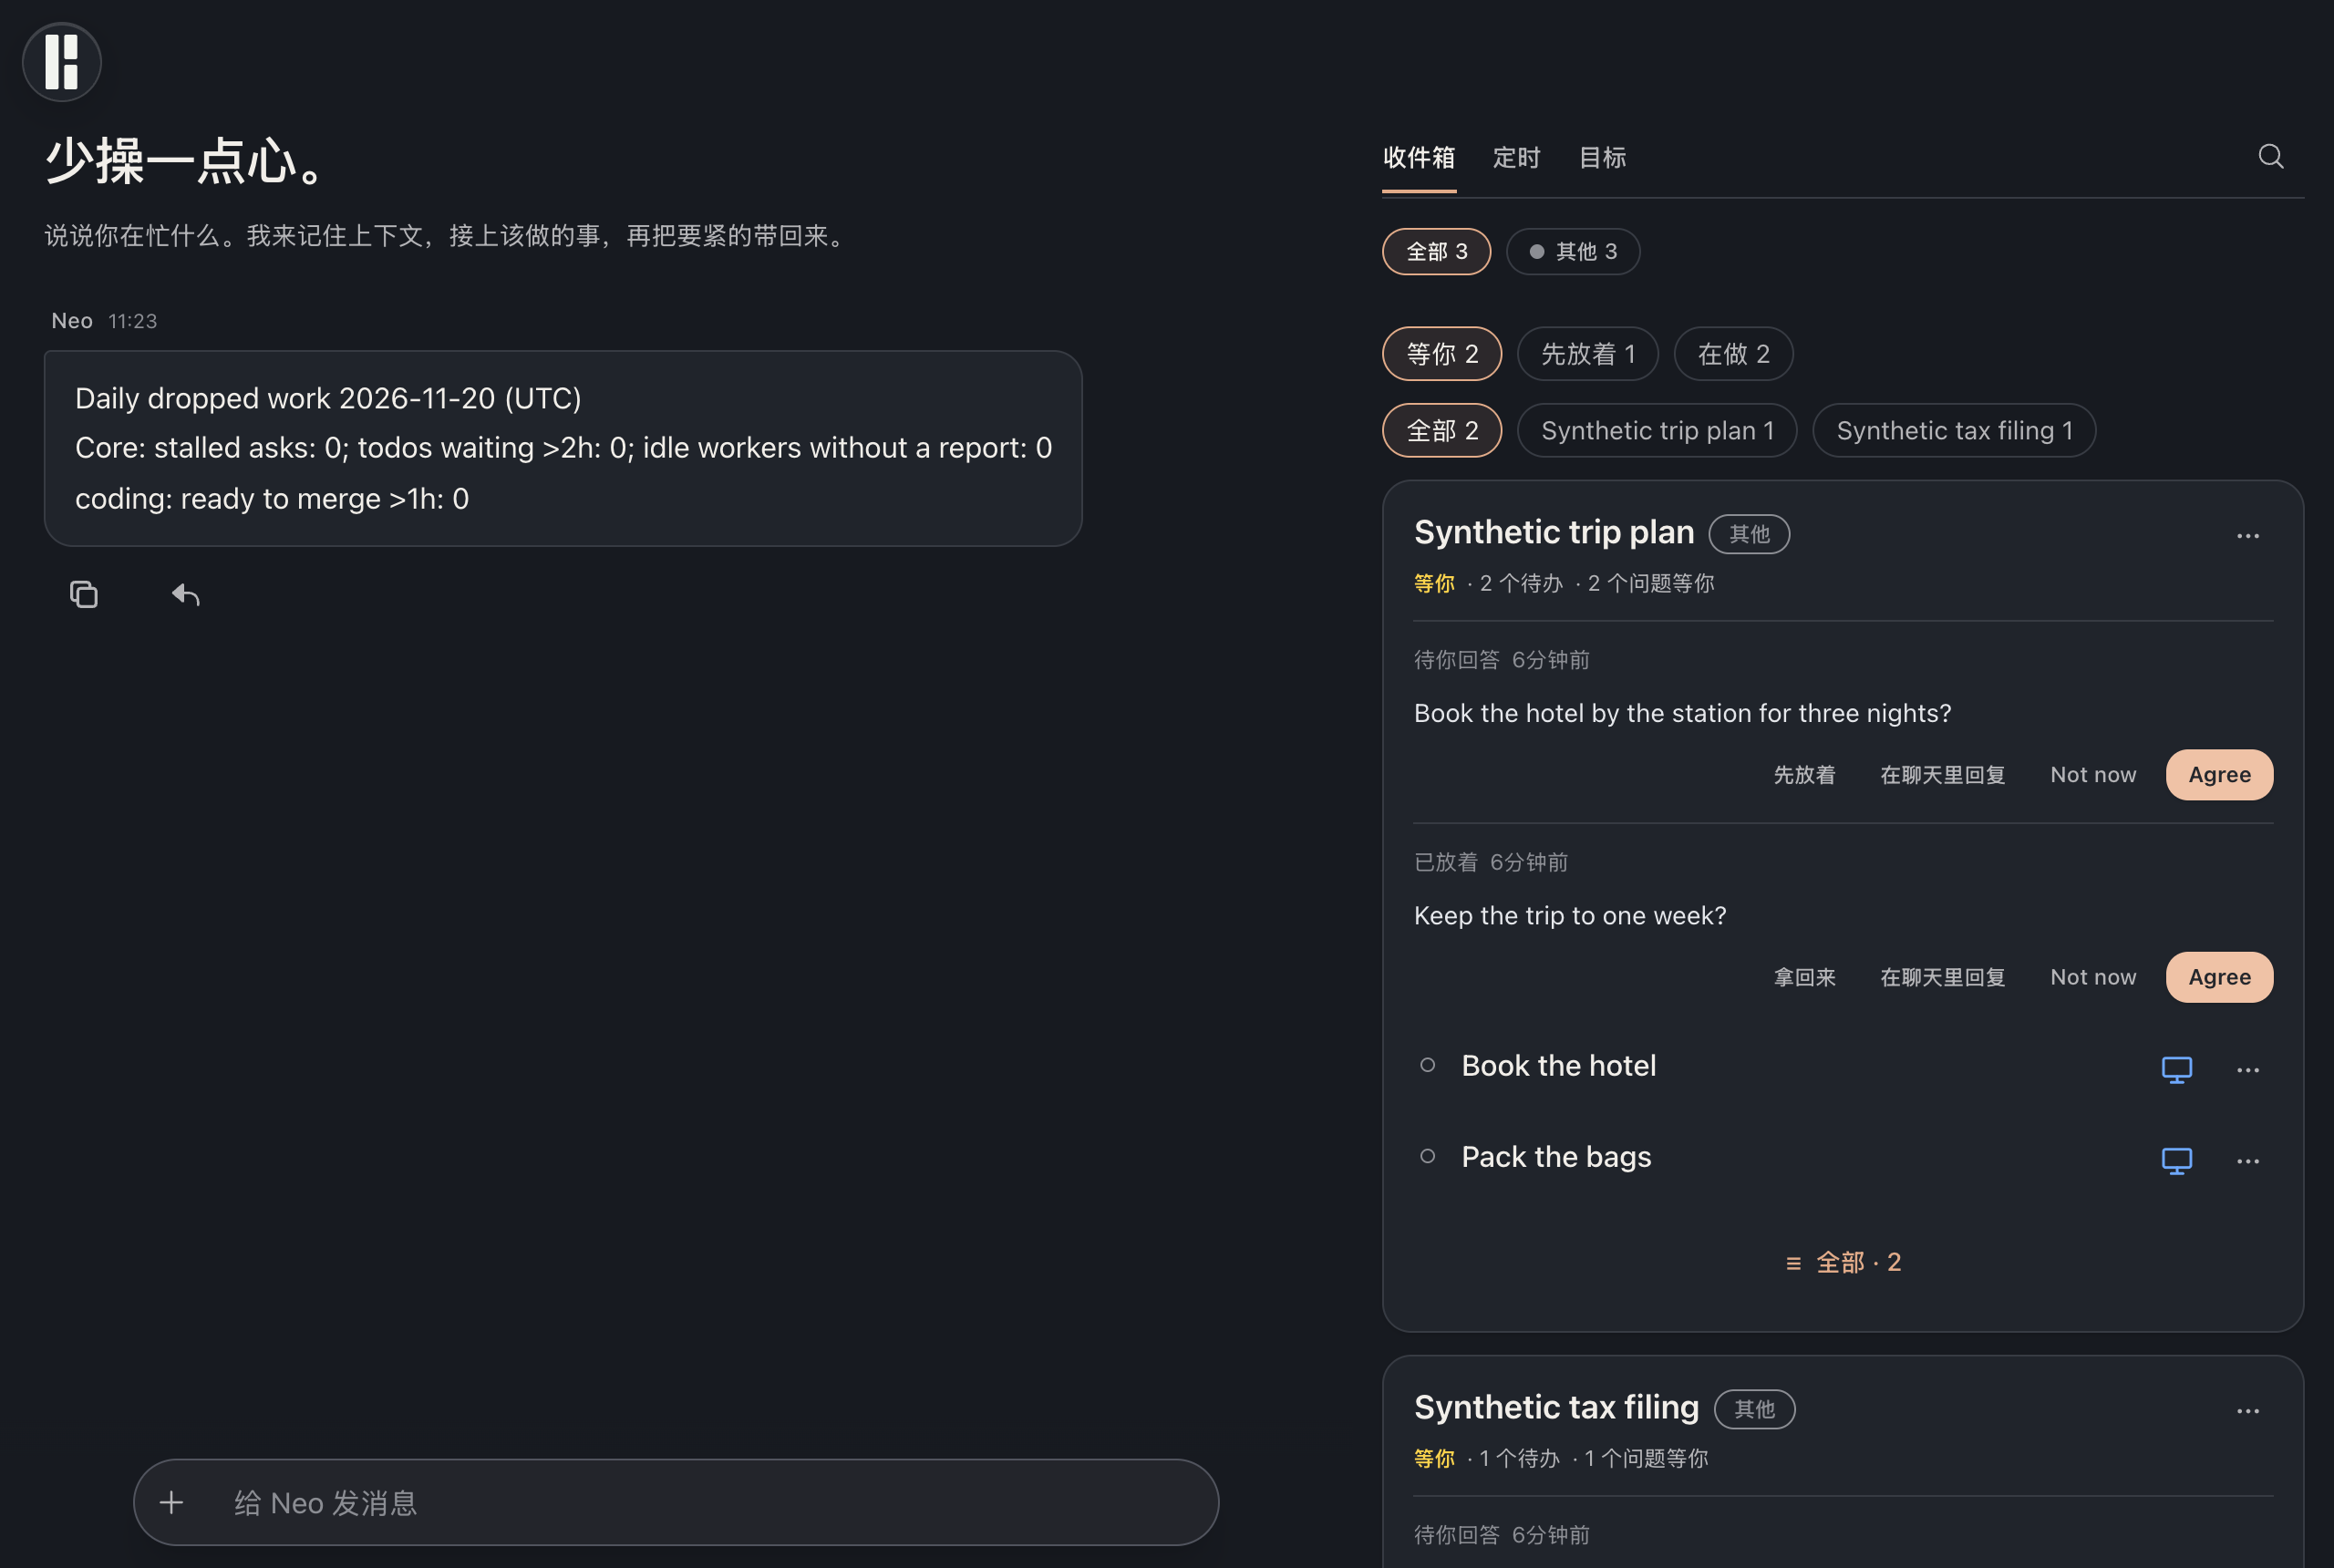 少操一点心。
说说你在忙什么。我来记住上下文，接上该做的事，再把要紧的带回来。
Neo 11:23
Daily dropped work 2026-11-20 (UTC)
Core: stalled asks: 0; todos waiting >2h: 0; idle workers without a report: 0
coding: ready to merge >1h: 0
给 Neo 发消息
收件箱 定时 目标
全部 3 其他 3
等你 2 先放着 1 在做 2
全部 2 Synthetic trip plan 1 Synthetic tax filing 1
Synthetic trip plan 其他
等你 · 2 个待办 · 2 个问题等你
待你回答 6分钟前
Book the hotel by the station for three nights?
先放着 在聊天里回复 Not now Agree
已放着 6分钟前
Keep the trip to one week?
拿回来 在聊天里回复 Not now Agree
Book the hotel
Pack the bags
全部 · 2
Synthetic tax filing 其他
等你 · 1 个待办 · 1 个问题等你
待你回答 6分钟前